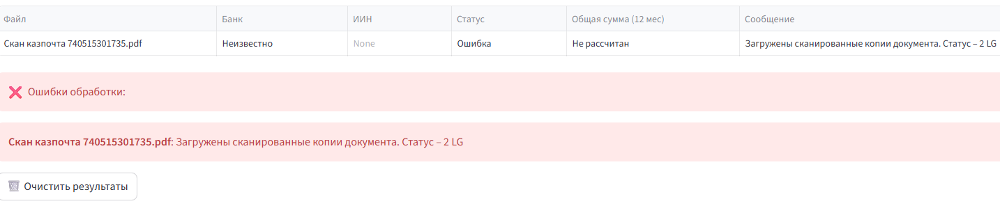 Файл Банк ИИН Статус Общая сумма (12 мес) Сообщение
Скан казпочта 740515301735.pdf Неизвестно None Ошибка Не рассчитан Загружены сканированные копии документа. Статус – 2 LG
❌ Ошибки обработки:
Скан казпочта 740515301735.pdf: Загружены сканированные копии документа. Статус – 2 LG
🗑️ Очистить результаты